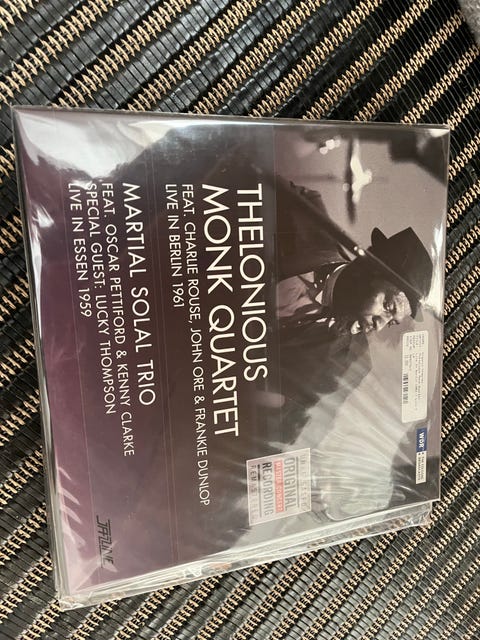 THELONIOUS
MONK QUARTET
FEAT. CHARLIE ROUSE, JOHN ORE & FRANKIE DUNLOP
LIVE IN BERLIN 1961
MARTIAL SOLAL TRIO
FEAT. OSCAR PETTIFORD & KENNY CLARKE
SPECIAL GUEST: LUCKY THOMPSON
LIVE IN ESSEN 1959
WDR
ORIGINAL
RECORDING
JAZZLINE